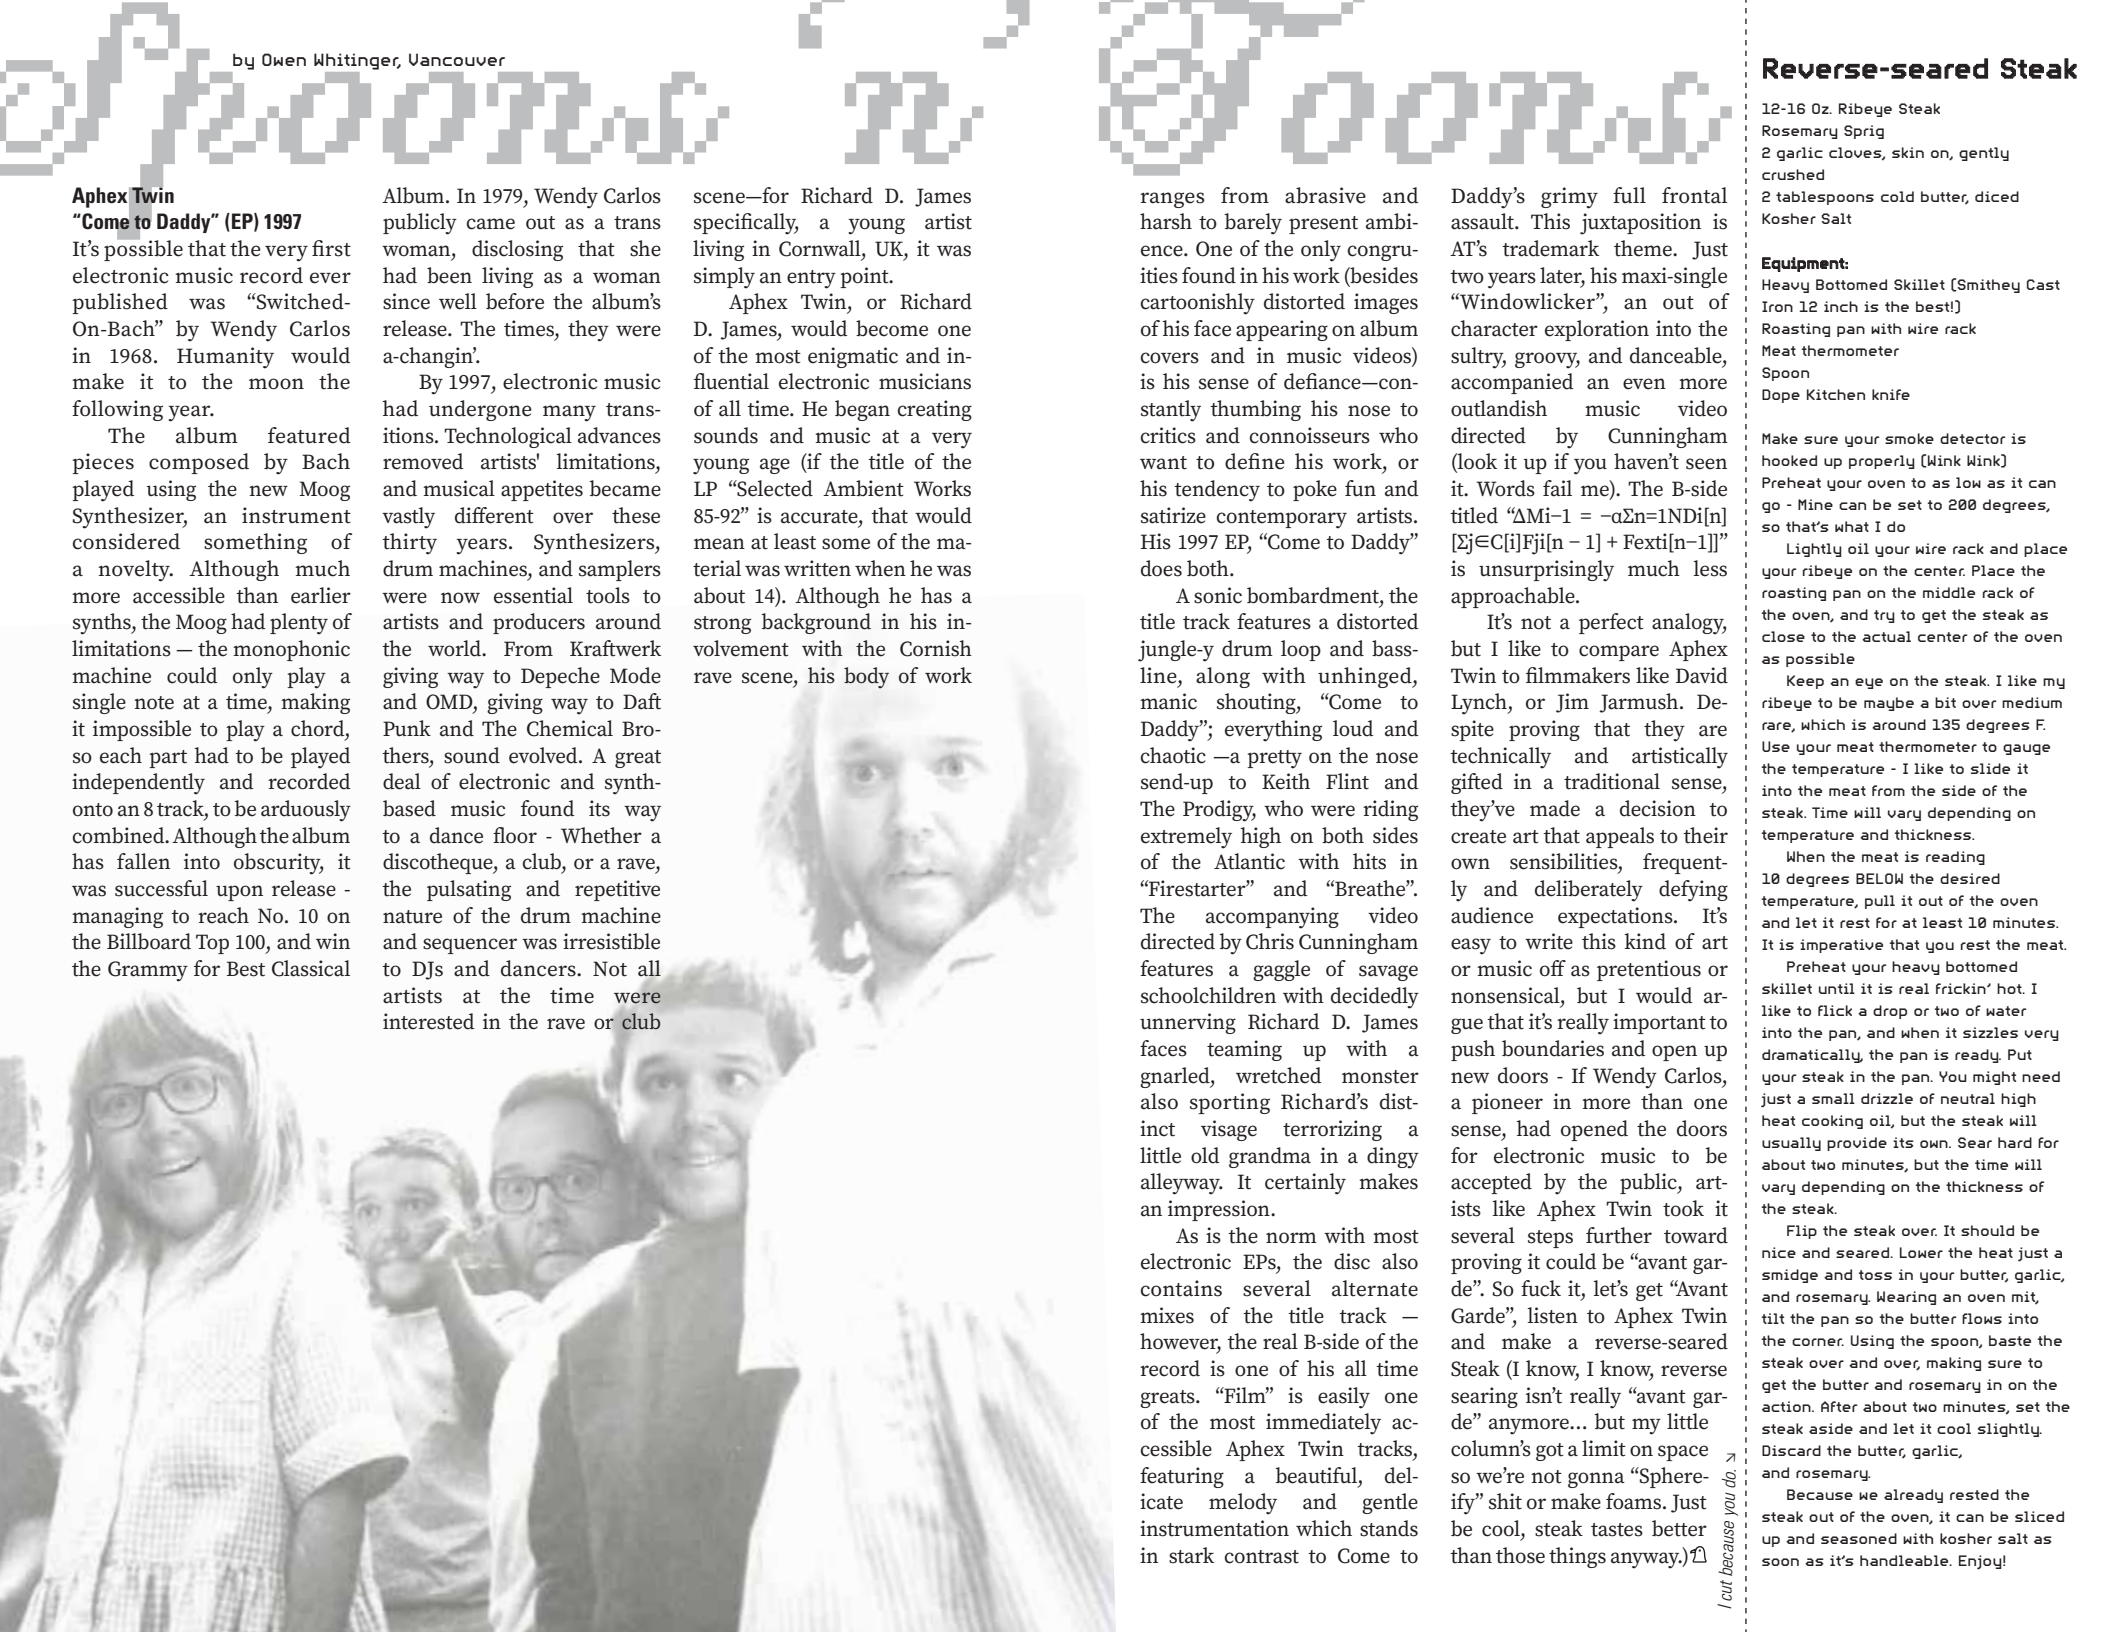 Spoons 'n' Toons
by Owen Whitinger, Vancouver
Aphex Twin
“Come to Daddy” (EP) 1997
It’s possible that the very first
electronic music record ever
published was “Switched-
On-Bach” by Wendy Carlos
in 1968. Humanity would
make it to the moon the
following year.
The album featured
pieces composed by Bach
played using the new Moog
Synthesizer, an instrument
considered something of
a novelty. Although much
more accessible than earlier
synths, the Moog had plenty of
limitations — the monophonic
machine could only play a
single note at a time, making
it impossible to play a chord,
so each part had to be played
independently and recorded
onto an 8 track, to be arduously
combined. Although the album
has fallen into obscurity, it
was successful upon release -
managing to reach No. 10 on
the Billboard Top 100, and win
the Grammy for Best Classical
Album. In 1979, Wendy Carlos
publicly came out as a trans
woman, disclosing that she
had been living as a woman
since well before the album’s
release. The times, they were
a-changin’.
By 1997, electronic music
had undergone many trans-
itions. Technological advances
removed artists' limitations,
and musical appetites became
vastly different over these
thirty years. Synthesizers,
drum machines, and samplers
were now essential tools to
artists and producers around
the world. From Kraftwerk
giving way to Depeche Mode
and OMD, giving way to Daft
Punk and The Chemical Bro-
thers, sound evolved. A great
deal of electronic and synth-
based music found its way
to a dance floor - Whether a
discotheque, a club, or a rave,
the pulsating and repetitive
nature of the drum machine
and sequencer was irresistible
to DJs and dancers. Not all
artists at the time were
interested in the rave or club
scene—for Richard D. James
specifically, a young artist
living in Cornwall, UK, it was
simply an entry point.
Aphex Twin, or Richard
D. James, would become one
of the most enigmatic and in-
fluential electronic musicians
of all time. He began creating
sounds and music at a very
young age (if the title of the
LP “Selected Ambient Works
85-92” is accurate, that would
mean at least some of the ma-
terial was written when he was
about 14). Although he has a
strong background in his in-
volvement with the Cornish
rave scene, his body of work
ranges from abrasive and
harsh to barely present ambi-
ence. One of the only congru-
ities found in his work (besides
cartoonishly distorted images
of his face appearing on album
covers and in music videos)
is his sense of defiance—con-
stantly thumbing his nose to
critics and connoisseurs who
want to define his work, or
his tendency to poke fun and
satirize contemporary artists.
His 1997 EP, “Come to Daddy”
does both.
A sonic bombardment, the
title track features a distorted
jungle-y drum loop and bass-
line, along with unhinged,
manic shouting, “Come to
Daddy”; everything loud and
chaotic —a pretty on the nose
send-up to Keith Flint and
The Prodigy, who were riding
extremely high on both sides
of the Atlantic with hits in
“Firestarter” and “Breathe”.
The accompanying video
directed by Chris Cunningham
features a gaggle of savage
schoolchildren with decidedly
unnerving Richard D. James
faces teaming up with a
gnarled, wretched monster
also sporting Richard’s dist-
inct visage terrorizing a
little old grandma in a dingy
alleyway. It certainly makes
an impression.
As is the norm with most
electronic EPs, the disc also
contains several alternate
mixes of the title track —
however, the real B-side of the
record is one of his all time
greats. “Film” is easily one
of the most immediately ac-
cessible Aphex Twin tracks,
featuring a beautiful, del-
icate melody and gentle
instrumentation which stands
in stark contrast to Come to
Daddy’s grimy full frontal
assault. This juxtaposition is
AT’s trademark theme. Just
two years later, his maxi-single
“Windowlicker”, an out of
character exploration into the
sultry, groovy, and danceable,
accompanied an even more
outlandish music video
directed by Cunningham
(look it up if you haven’t seen
it. Words fail me). The B-side
titled “ΔMi−1 = −αΣn=1NDi[n]
[Σj∈C[i]Fji[n − 1] + Fexti[n−1]]”
is unsurprisingly much less
approachable.
It’s not a perfect analogy,
but I like to compare Aphex
Twin to filmmakers like David
Lynch, or Jim Jarmush. De-
spite proving that they are
technically and artistically
gifted in a traditional sense,
they’ve made a decision to
create art that appeals to their
own sensibilities, frequent-
ly and deliberately defying
audience expectations. It’s
easy to write this kind of art
or music off as pretentious or
nonsensical, but I would ar-
gue that it’s really important to
push boundaries and open up
new doors - If Wendy Carlos,
a pioneer in more than one
sense, had opened the doors
for electronic music to be
accepted by the public, art-
ists like Aphex Twin took it
several steps further toward
proving it could be “avant gar-
de”. So fuck it, let’s get “Avant
Garde”, listen to Aphex Twin
and make a reverse-seared
Steak (I know, I know, reverse
searing isn’t really “avant gar-
de” anymore... but my little
column’s got a limit on space
so we’re not gonna “Sphere-
ify” shit or make foams. Just
be cool, steak tastes better
than those things anyway.)
I cut because you do. ↘
Reverse-seared Steak
12-16 Oz. Ribeye Steak
Rosemary Sprig
2 garlic cloves, skin on, gently
crushed
2 tablespoons cold butter, diced
Kosher Salt
Equipment:
Heavy Bottomed Skillet (Smithey Cast
Iron 12 inch is the best!)
Roasting pan with wire rack
Meat thermometer
Spoon
Dope Kitchen knife
Make sure your smoke detector is
hooked up properly (Wink Wink)
Preheat your oven to as low as it can
go - Mine can be set to 200 degrees,
so that’s what I do
Lightly oil your wire rack and place
your ribeye on the center. Place the
roasting pan on the middle rack of
the oven, and try to get the steak as
close to the actual center of the oven
as possible
Keep an eye on the steak. I like my
ribeye to be maybe a bit over medium
rare, which is around 135 degrees F.
Use your meat thermometer to gauge
the temperature - I like to slide it
into the meat from the side of the
steak. Time will vary depending on
temperature and thickness.
When the meat is reading
10 degrees BELOW the desired
temperature, pull it out of the oven
and let it rest for at least 10 minutes.
It is imperative that you rest the meat.
Preheat your heavy bottomed
skillet until it is real frickin’ hot. I
like to flick a drop or two of water
into the pan, and when it sizzles very
dramatically, the pan is ready. Put
your steak in the pan. You might need
just a small drizzle of neutral high
heat cooking oil, but the steak will
usually provide its own. Sear hard for
about two minutes, but the time will
vary depending on the thickness of
the steak.
Flip the steak over. It should be
nice and seared. Lower the heat just a
smidge and toss in your butter, garlic,
and rosemary. Wearing an oven mit,
tilt the pan so the butter flows into
the corner. Using the spoon, baste the
steak over and over, making sure to
get the butter and rosemary in on the
action. After about two minutes, set the
steak aside and let it cool slightly.
Discard the butter, garlic,
and rosemary.
Because we already rested the
steak out of the oven, it can be sliced
up and seasoned with kosher salt as
soon as it’s handleable. Enjoy!